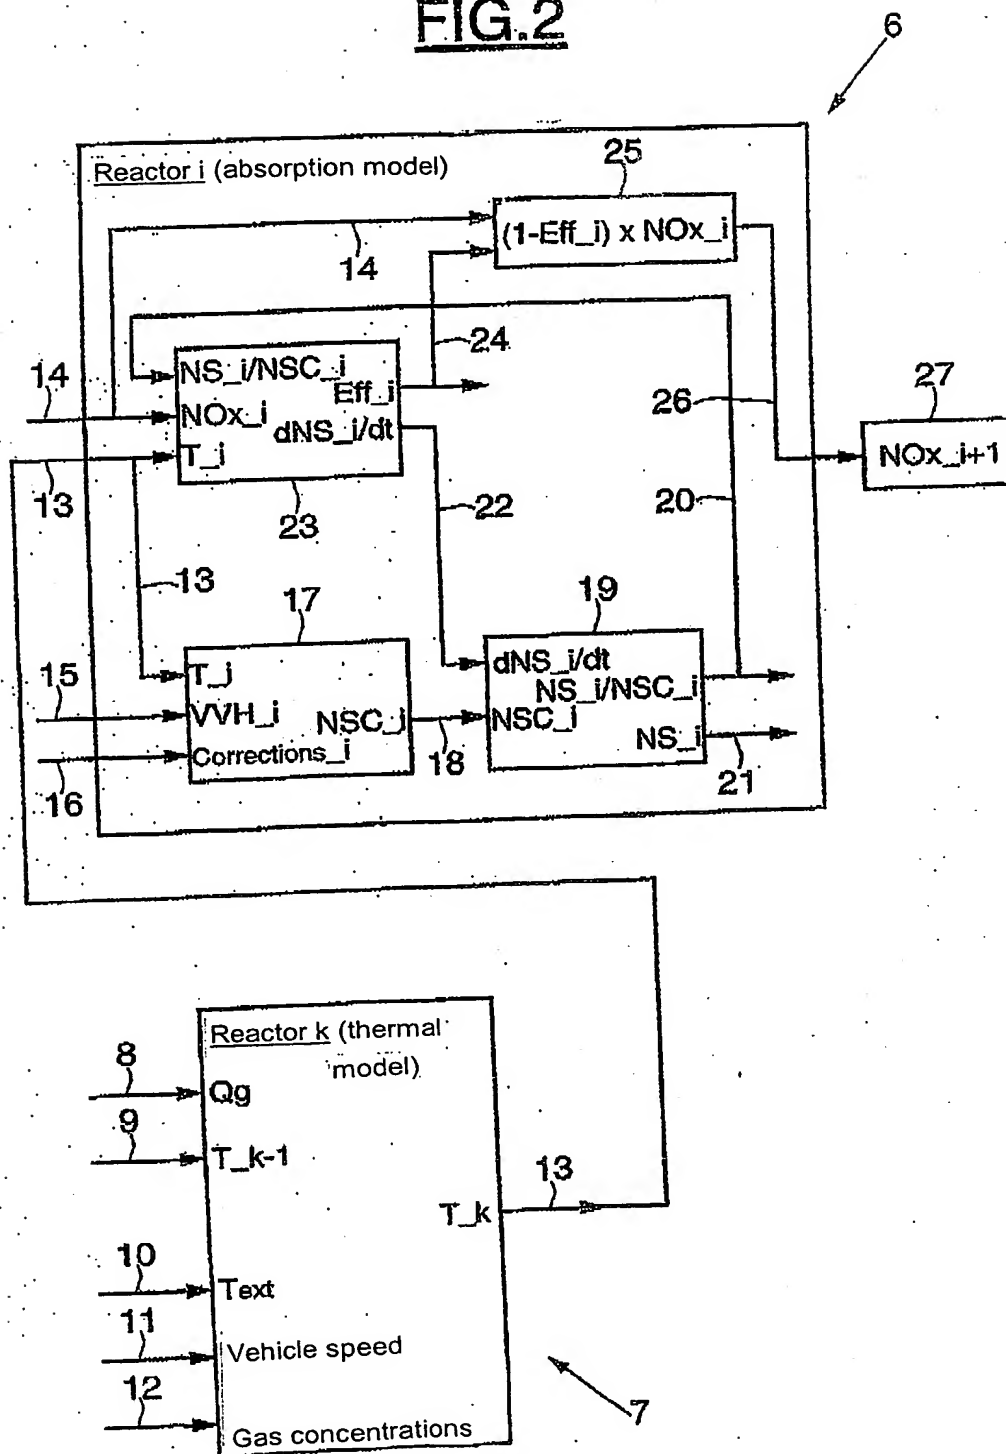 FIG.2
6
Reactor i (absorption model)
25
(1-Eff_i) x NOx_i
14
24
NS_i/NSC_i
Eff_i
14
NOx_i
dNS_i/dt
T_i
13
23
22
26
20
27
NOx_i+1
13
17
19
15
T_i
VVH_i
NSC_i
Corrections_i
16
18
dNS_i/dt
NS_i/NSC_i
NSC_i
NS_i
21
Reactor k (thermal
model)
8
Qg
9
T_k-1
13
T_k
10
Text
11
Vehicle speed
12
Gas concentrations
7